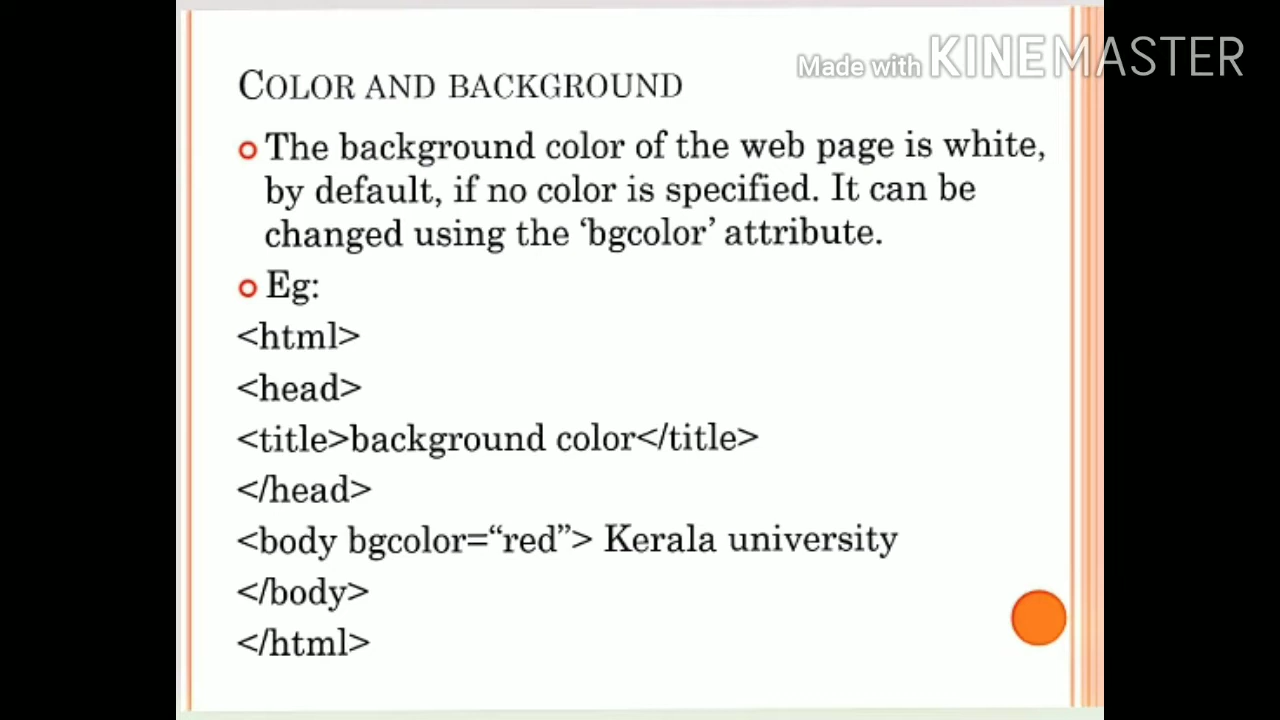 Made with KINEMASTER
COLOR AND BACKGROUND
The background color of the web page is white,
by default, if no color is specified. It can be
changed using the ‘bgcolor’ attribute.
Eg:
<html>
<head>
<title>background color</title>
</head>
<body bgcolor=“red”> Kerala university
</body>
</html>